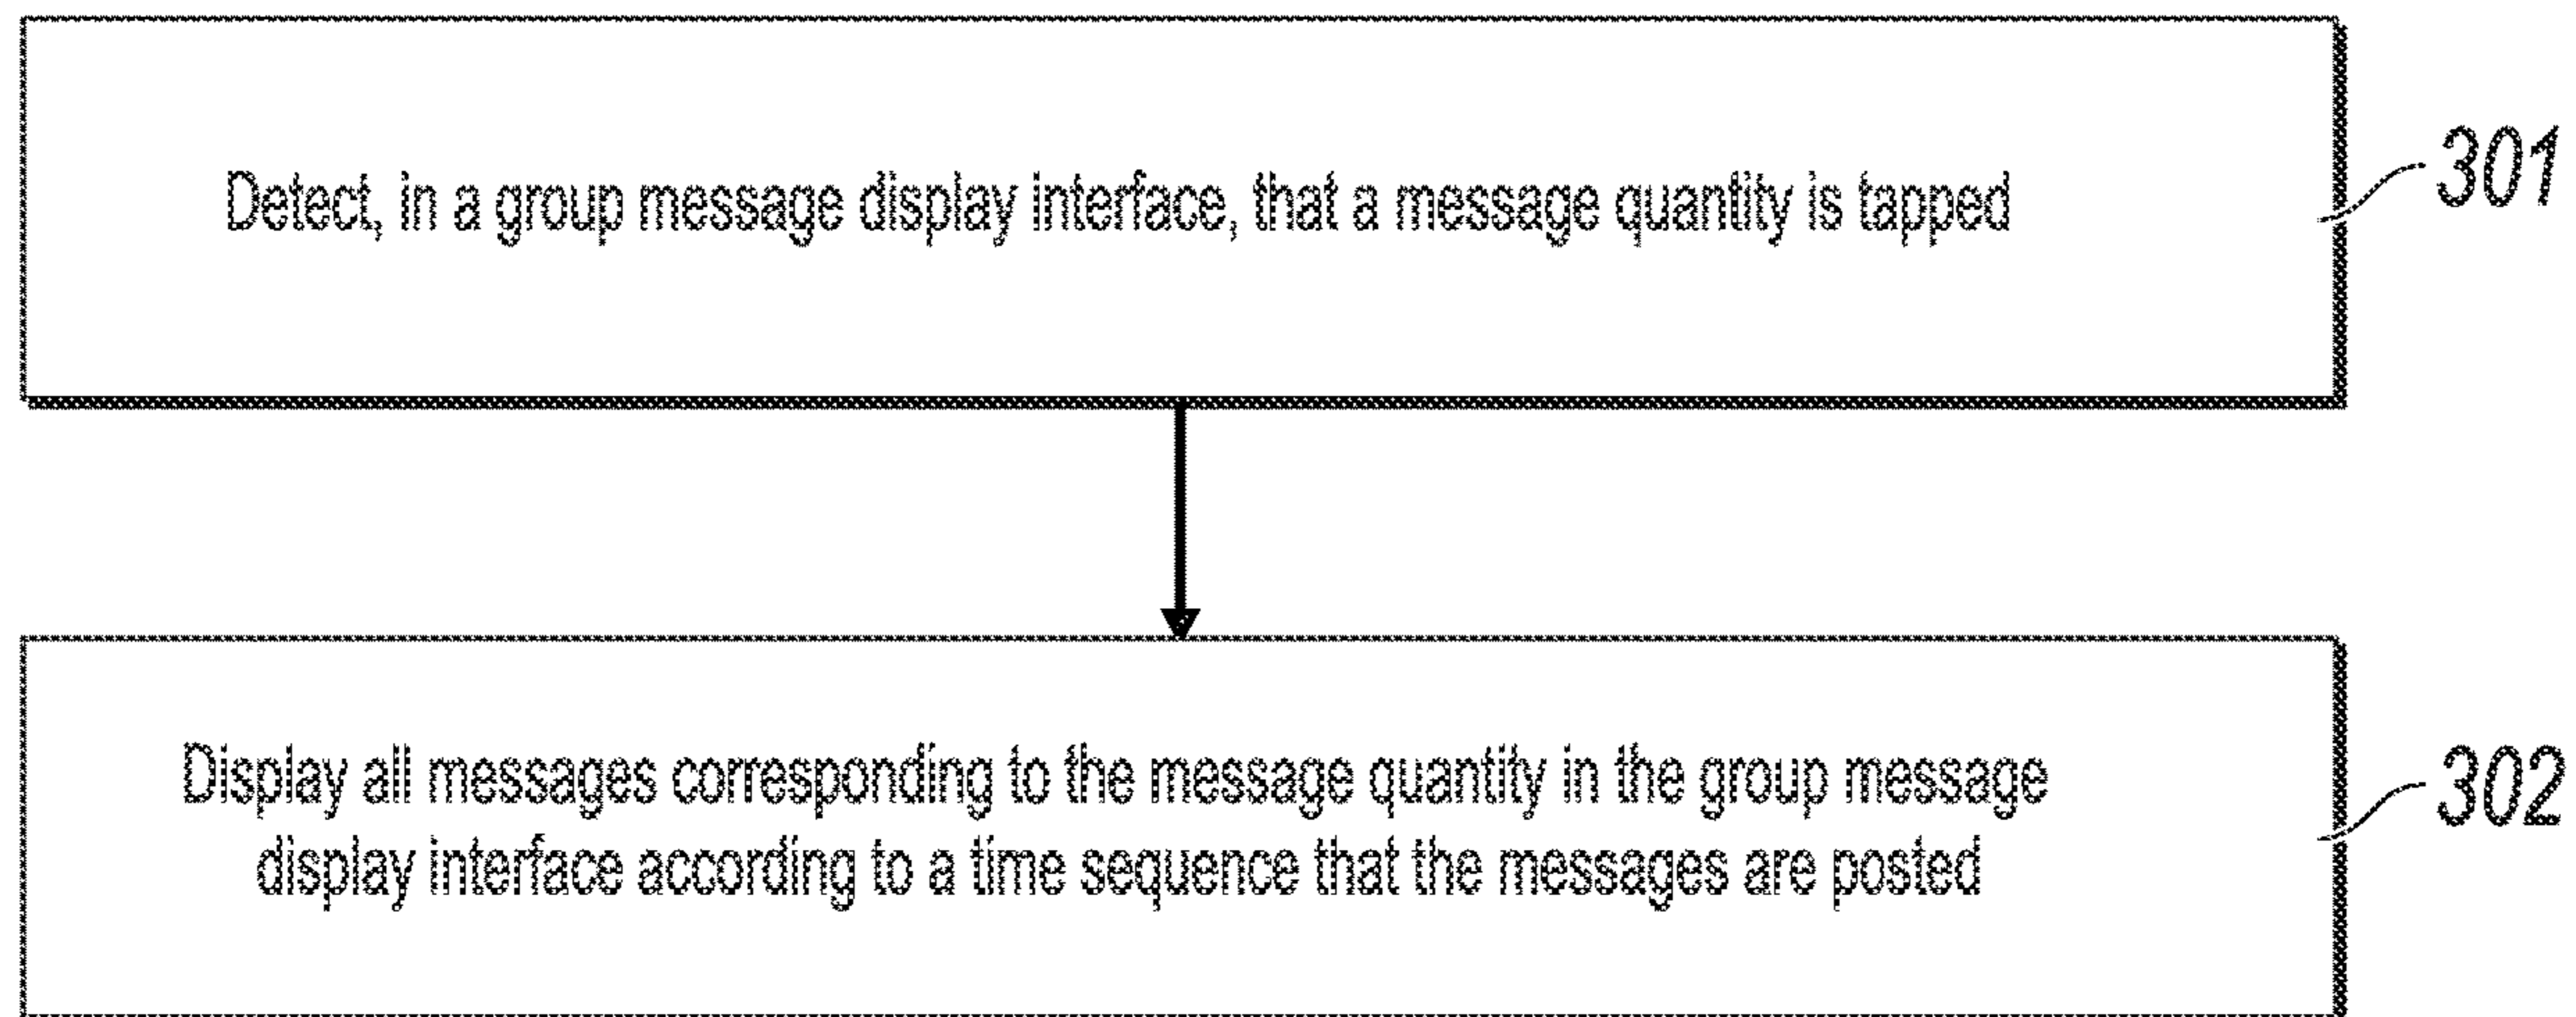 Detect, in a group message display interface, that a message quantity is tapped
301
Display all messages corresponding to the message quantity in the group message
display interface according to a time sequence that the messages are posted
302